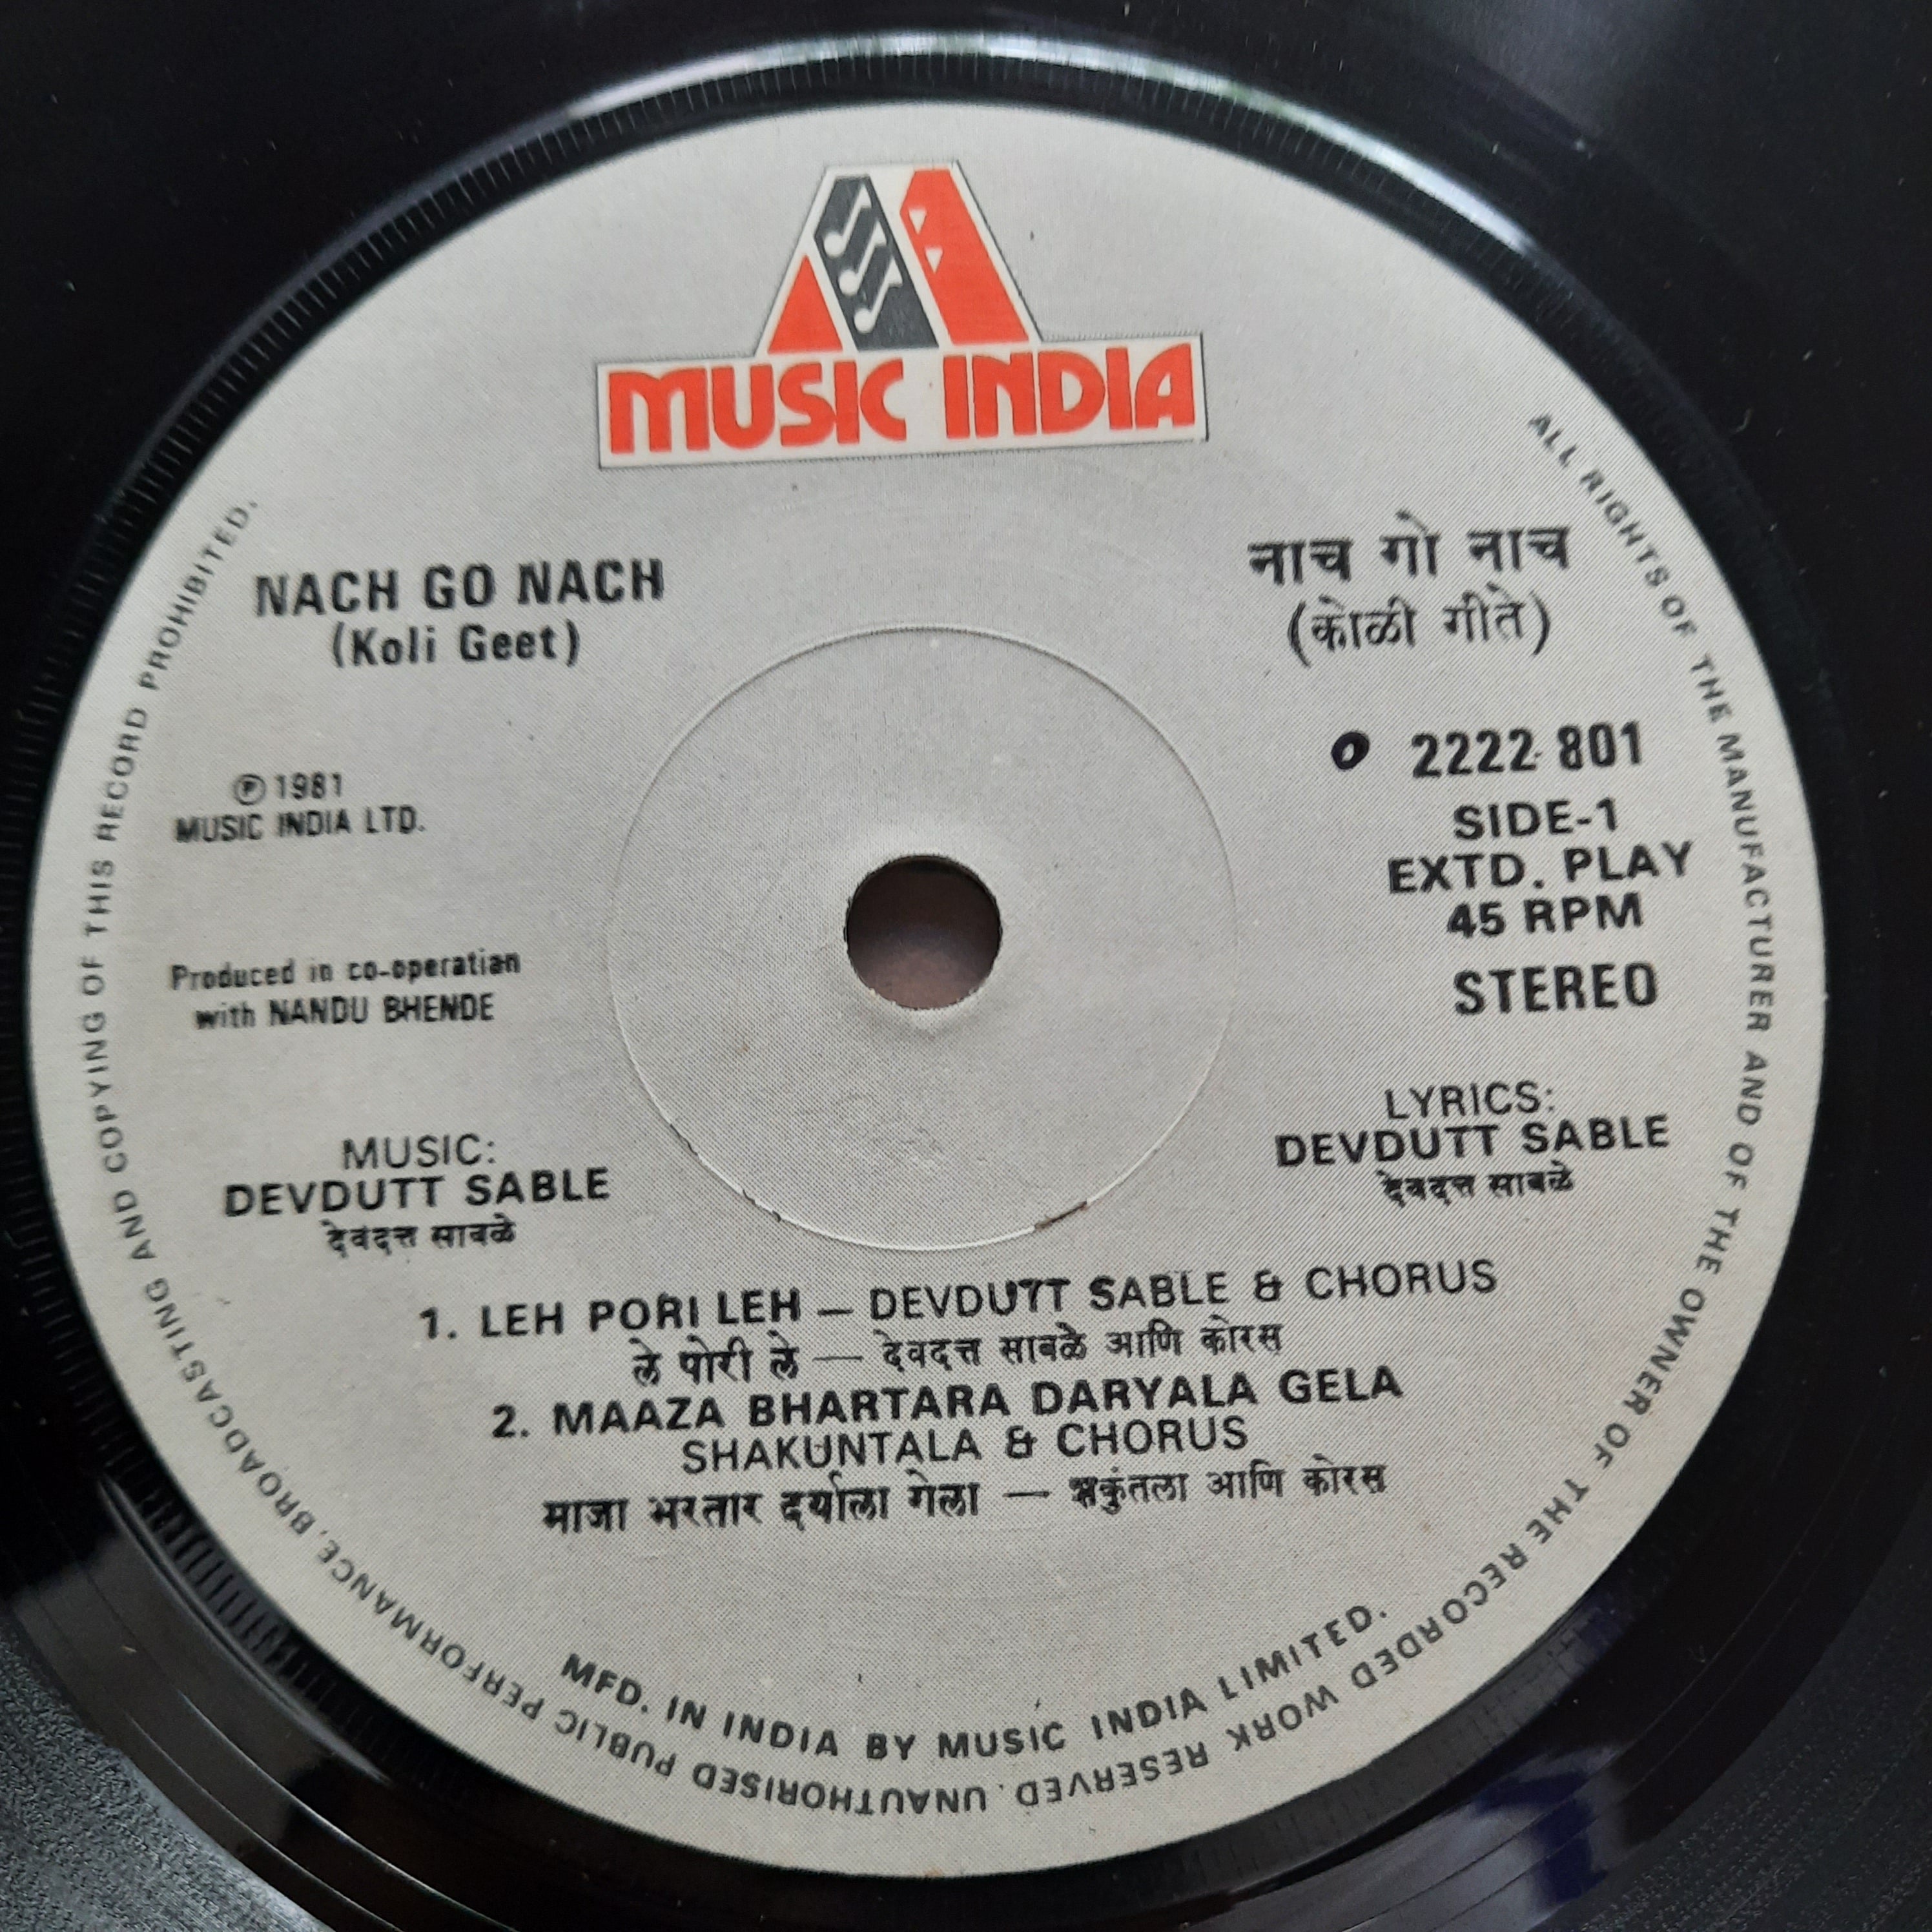 MUSIC INDIA
NACH GO NACH
(Koli Geet)
नाच गो नाच
(कोळी गीते)
℗ 1981
MUSIC INDIA LTD.
2222 801
SIDE-1
EXTD. PLAY
45 RPM
STEREO
Produced in co-operatian
with NANDU BHENDE
MUSIC:
DEVDUTT SABLE
देवदत्त साबळे
LYRICS:
DEVDUTT SABLE
देवदत्त साबळे
1. LEH PORI LEH — DEVDUTT SABLE & CHORUS
ले पोरी ले — देवदत्त साबळे आणि कोरस
2. MAAZA BHARTARA DARYALA GELA
SHAKUNTALA & CHORUS
माजा भरतार दर्याला गेला — शकुंतला आणि कोरस
MFD. IN INDIA BY MUSIC INDIA LIMITED.
ALL RIGHTS OF THE MANUFACTURER AND OF THE OWNER OF THE RECORDED WORK RESERVED. UNAUTHORISED PUBLIC PERFORMANCE, BROADCASTING AND COPYING OF THIS RECORD PROHIBITED.